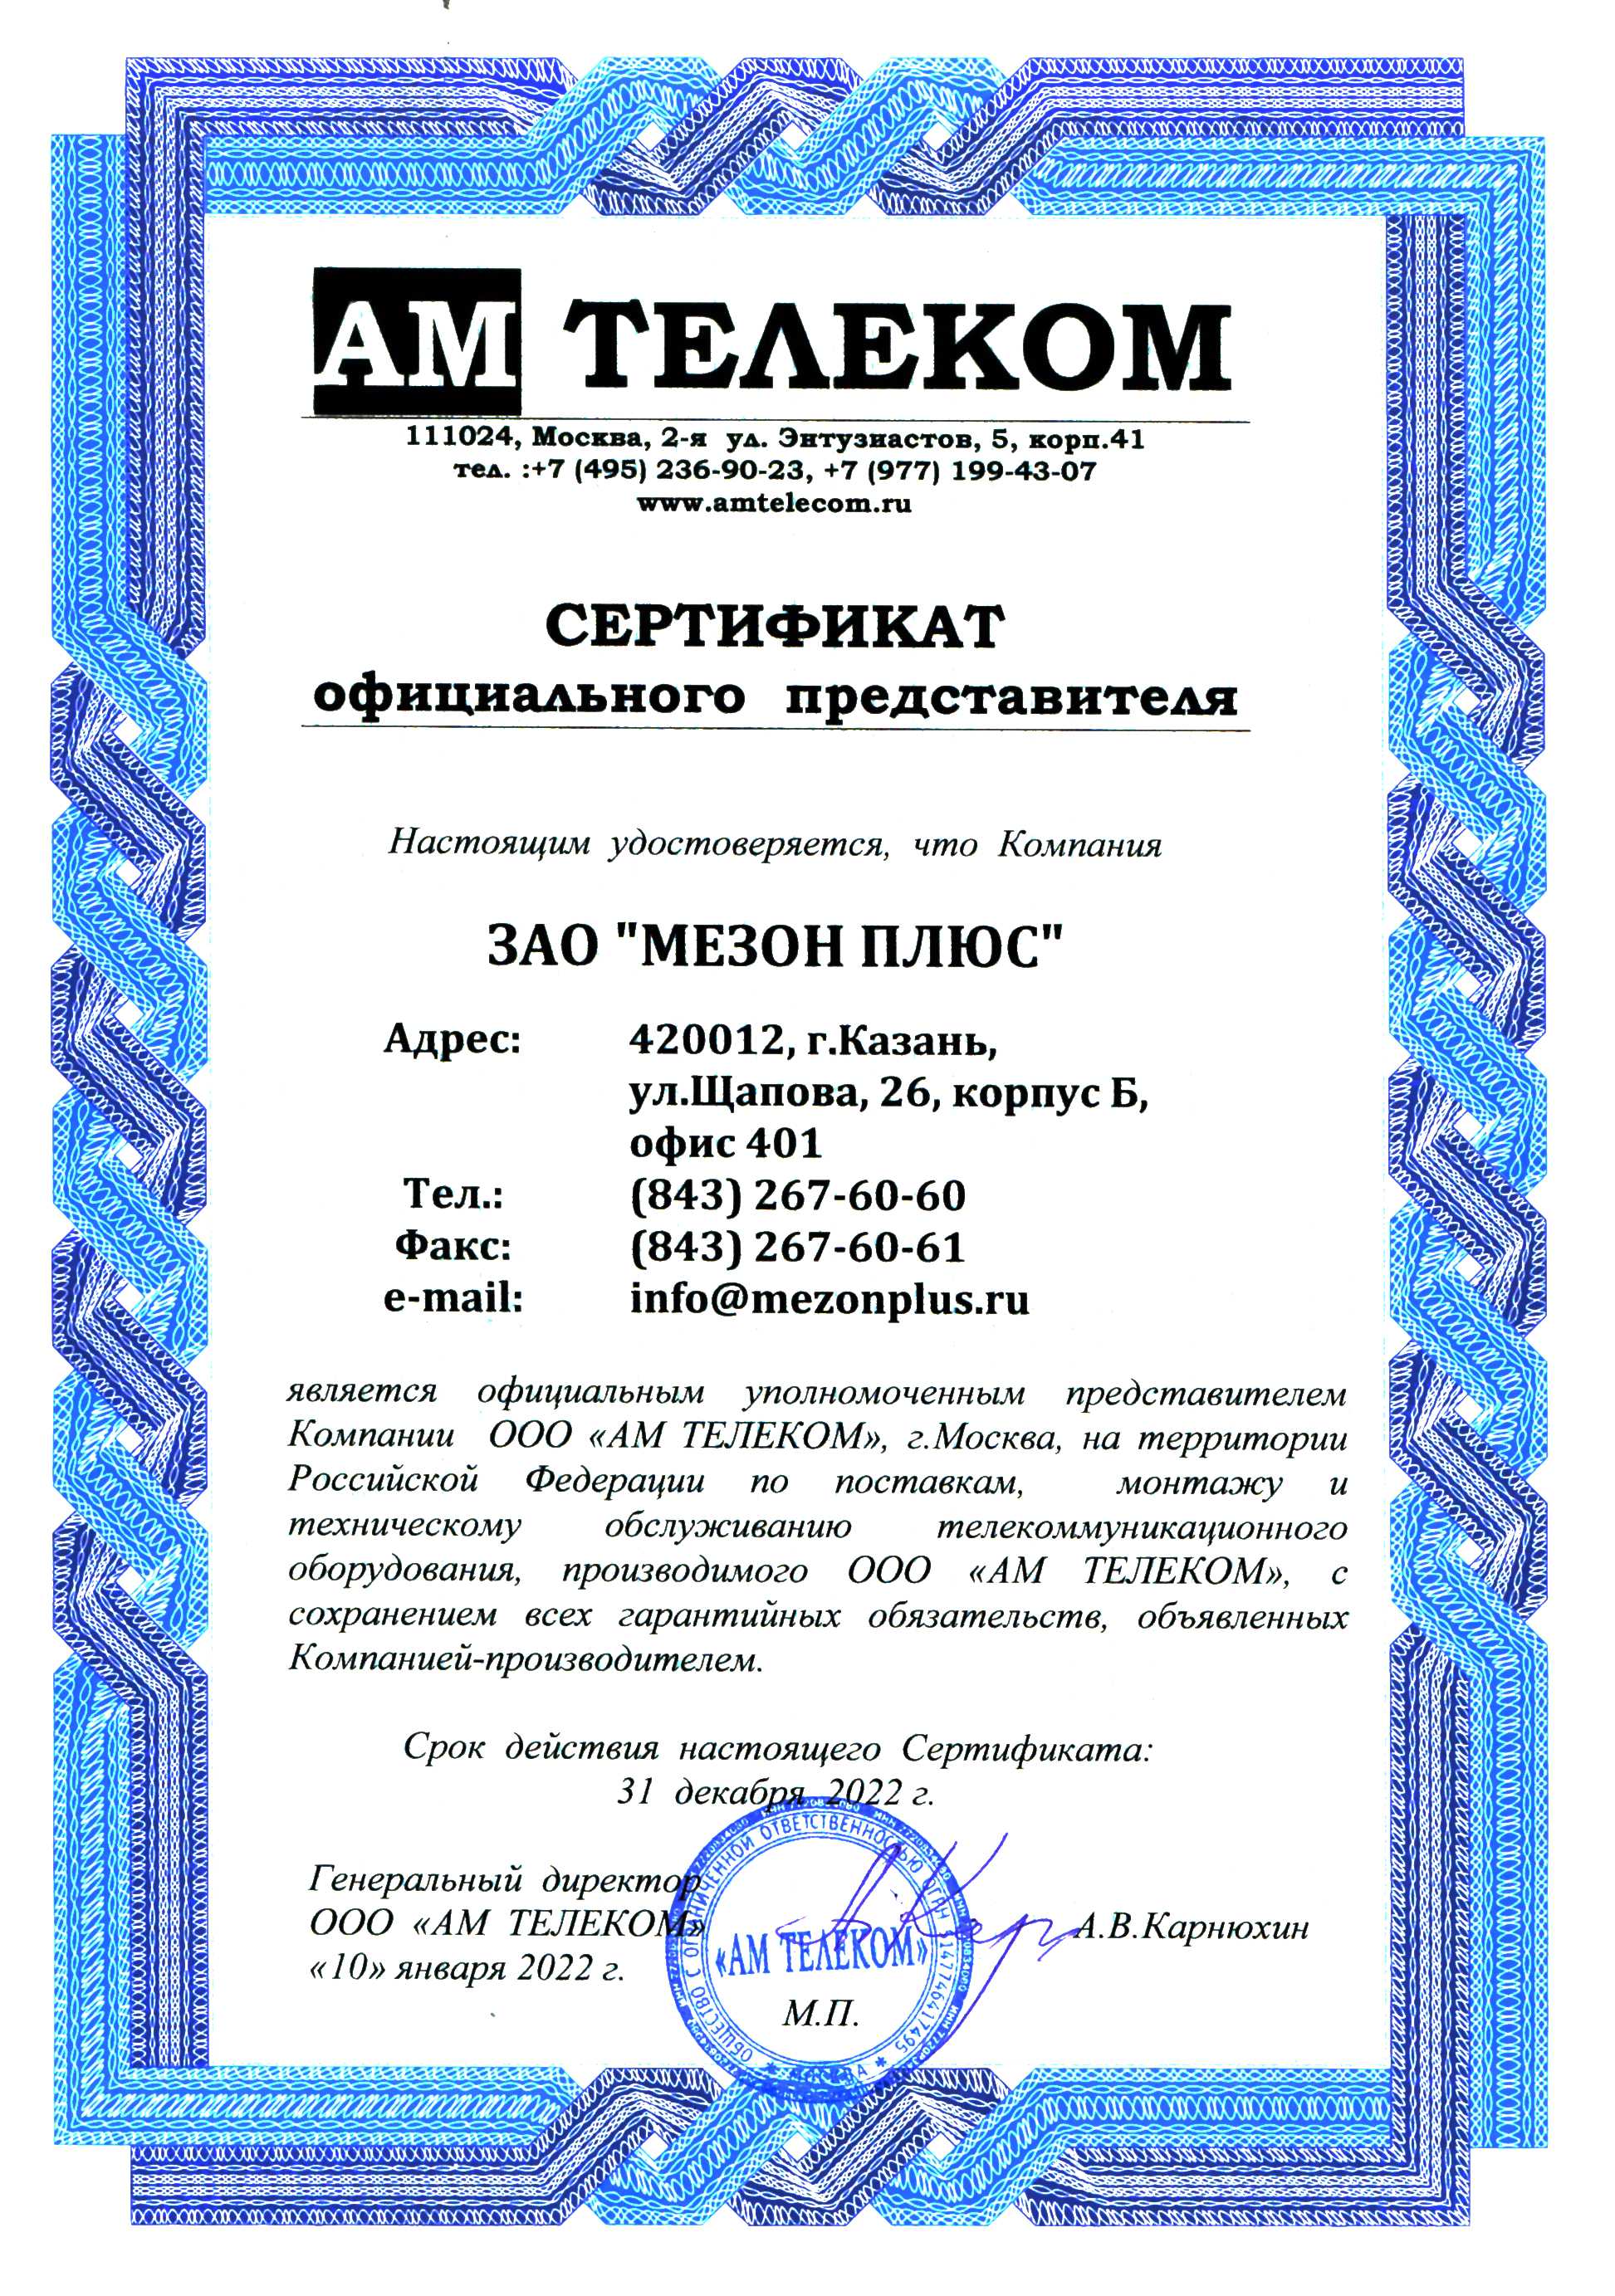 АМ ТЕЛЕКОМ
111024, Москва, 2-я ул. Энтузиастов, 5, корп.41
тел. :+7 (495) 236-90-23, +7 (977) 199-43-07
www.amtelecom.ru
СЕРТИФИКАТ
официального представителя
Настоящим удостоверяется, что Компания
ЗАО "МЕЗОН ПЛЮС"
Адрес: 420012, г.Казань,
ул.Щапова, 26, корпус Б,
офис 401
Тел.: (843) 267-60-60
Факс: (843) 267-60-61
e-mail: info@mezonplus.ru
является официальным уполномоченным представителем
Компании ООО «АМ ТЕЛЕКОМ», г.Москва, на территории
Российской Федерации по поставкам, монтажу и
техническому обслуживанию телекоммуникационного
оборудования, производимого ООО «АМ ТЕЛЕКОМ», с
сохранением всех гарантийных обязательств, объявленных
Компанией-производителем.
Срок действия настоящего Сертификата:
31 декабря 2022 г.
Генеральный директор
ООО «АМ ТЕЛЕКОМ» А.В.Карнюхин
«10» января 2022 г.
М.П.
ОБЩЕСТВО С ОГРАНИЧЕННОЙ ОТВЕТСТВЕННОСТЬЮ ОГРН
«АМ ТЕЛЕКОМ»
* МОСКВА *